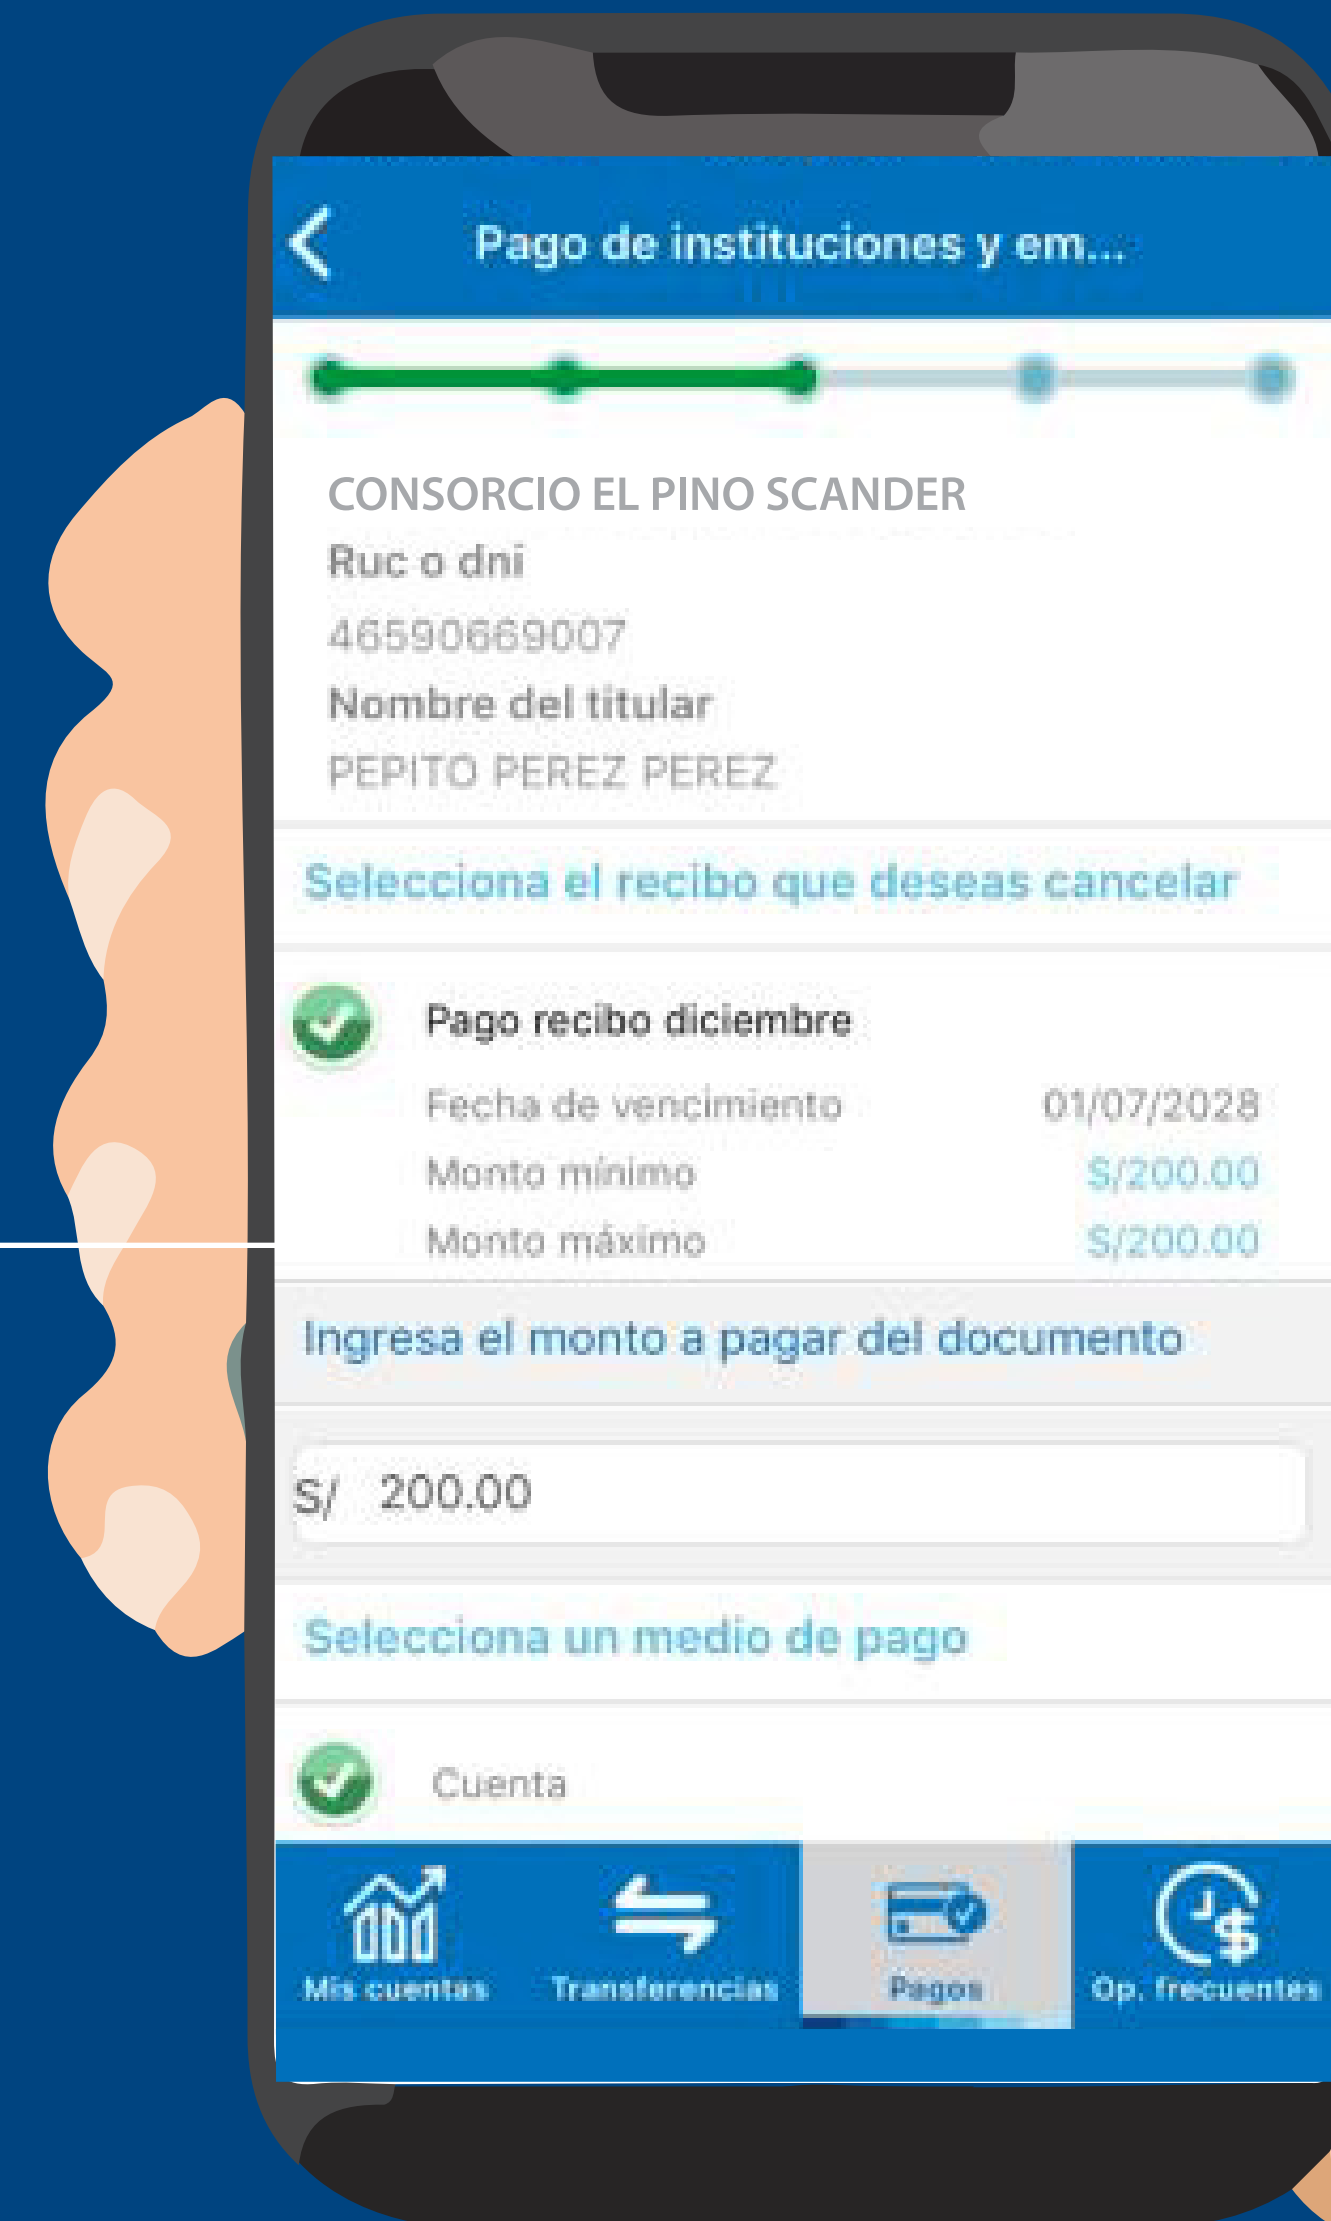 Pago de instituciones y em...
CONSORCIO EL PINO SCANDER
Ruc o dni
46590669007
Nombre del titular
PEPITO PEREZ PEREZ
Selecciona el recibo que deseas cancelar
Pago recibo diciembre
Fecha de vencimiento 01/07/2028
Monto mínimo S/200.00
Monto máximo S/200.00
Ingresa el monto a pagar del documento
S/ 200.00
Selecciona un medio de pago
Cuenta
Mis cuentas Transferencias Pagos Op. frecuentes